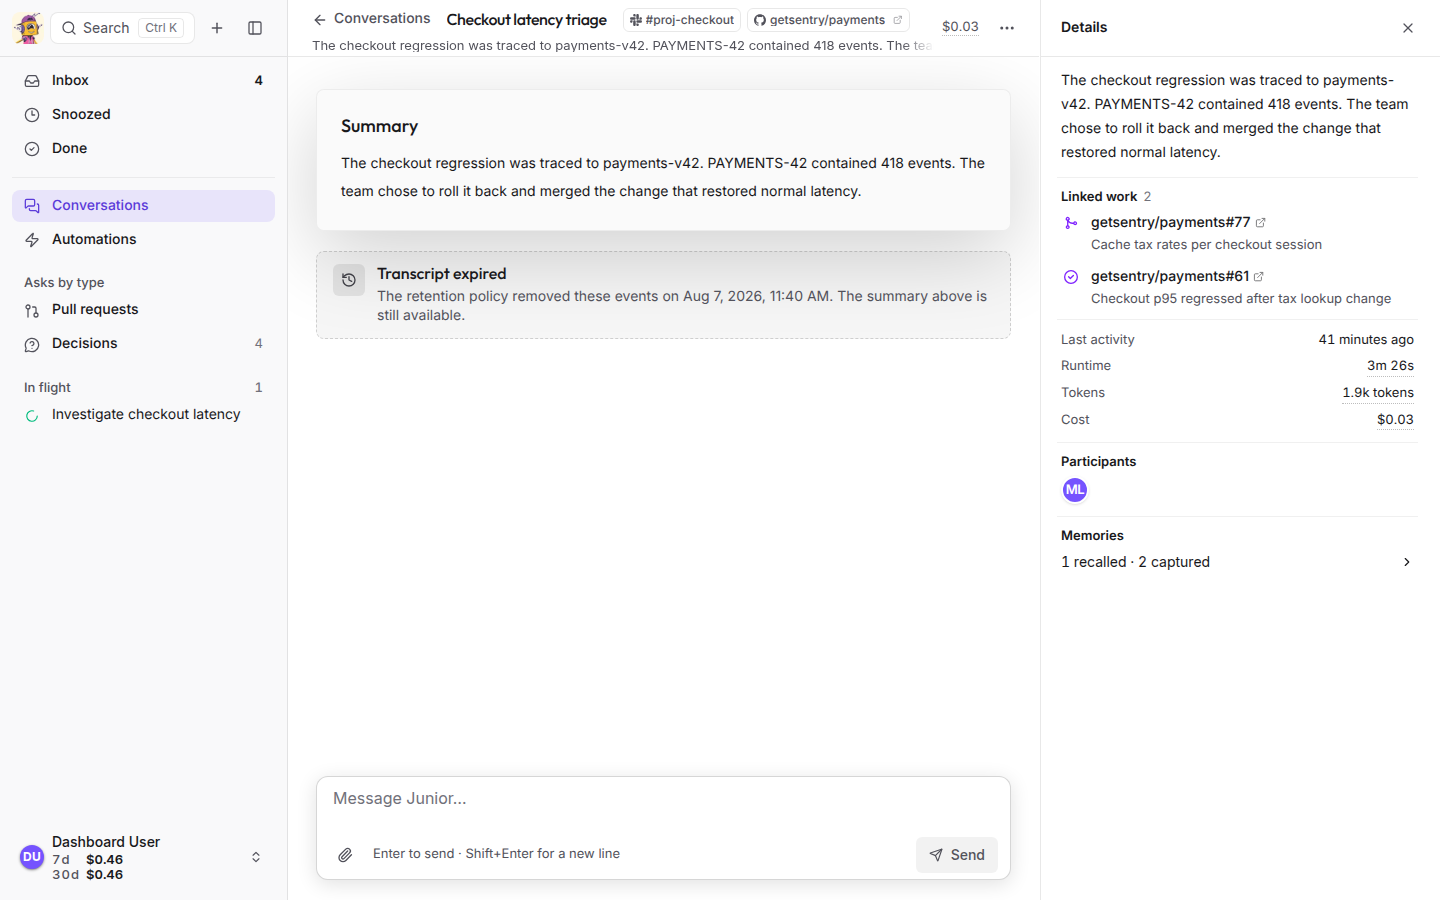 Search Ctrl K
Inbox 4
Snoozed
Done
Conversations
Automations
Asks by type
Pull requests
Decisions 4
In flight 1
Investigate checkout latency
DU
Dashboard User
7d $0.46
30d $0.46
Conversations Checkout latency triage #proj-checkout getsentry/payments $0.03
The checkout regression was traced to payments-v42. PAYMENTS-42 contained 418 events. The tea
Summary
The checkout regression was traced to payments-v42. PAYMENTS-42 contained 418 events. The
team chose to roll it back and merged the change that restored normal latency.
Transcript expired
The retention policy removed these events on Aug 7, 2026, 11:40 AM. The summary above is
still available.
Message Junior...
Enter to send · Shift+Enter for a new line
Send
Details
The checkout regression was traced to payments-
v42. PAYMENTS-42 contained 418 events. The team
chose to roll it back and merged the change that
restored normal latency.
Linked work 2
getsentry/payments#77
Cache tax rates per checkout session
getsentry/payments#61
Checkout p95 regressed after tax lookup change
Last activity 41 minutes ago
Runtime 3m 26s
Tokens 1.9k tokens
Cost $0.03
Participants
ML
Memories
1 recalled · 2 captured